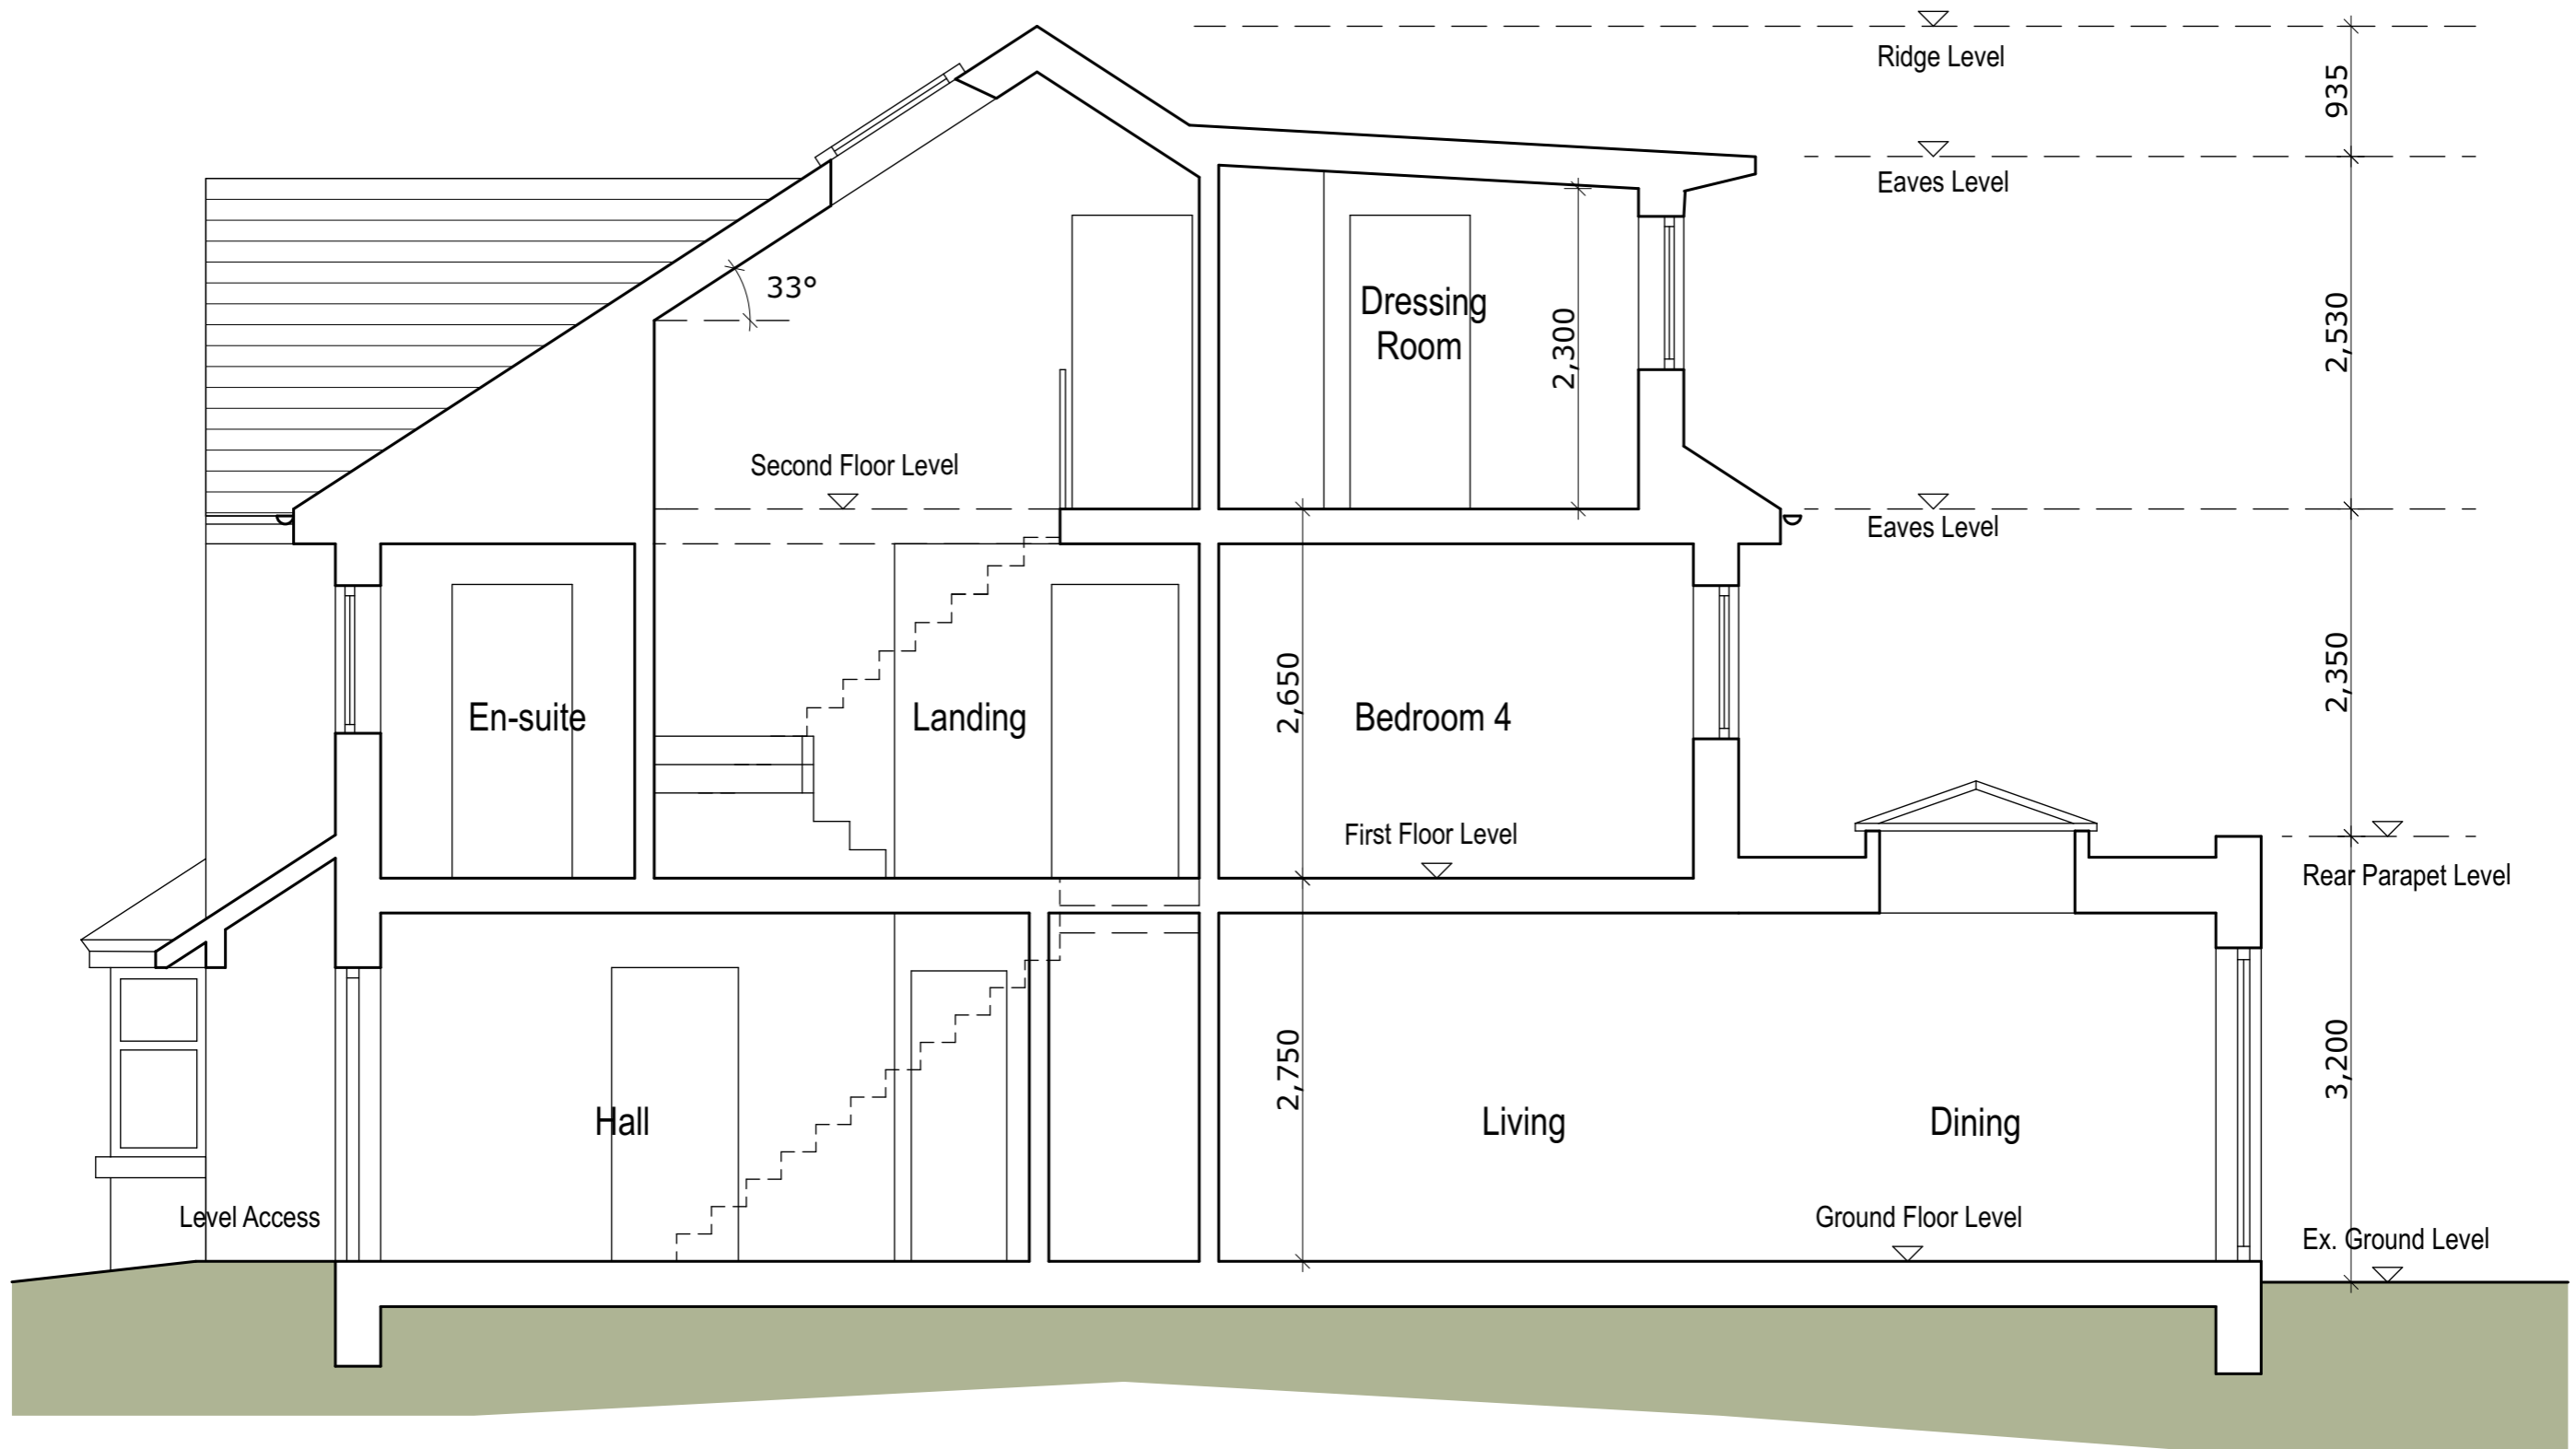 Ridge Level
935
Eaves Level
33°
Dressing
Room
2,300
2,530
Second Floor Level
Eaves Level
En-suite
Landing
2,650
Bedroom 4
2,350
First Floor Level
Rear Parapet Level
2,750
3,200
Hall
Living
Dining
Level Access
Ground Floor Level
Ex. Ground Level